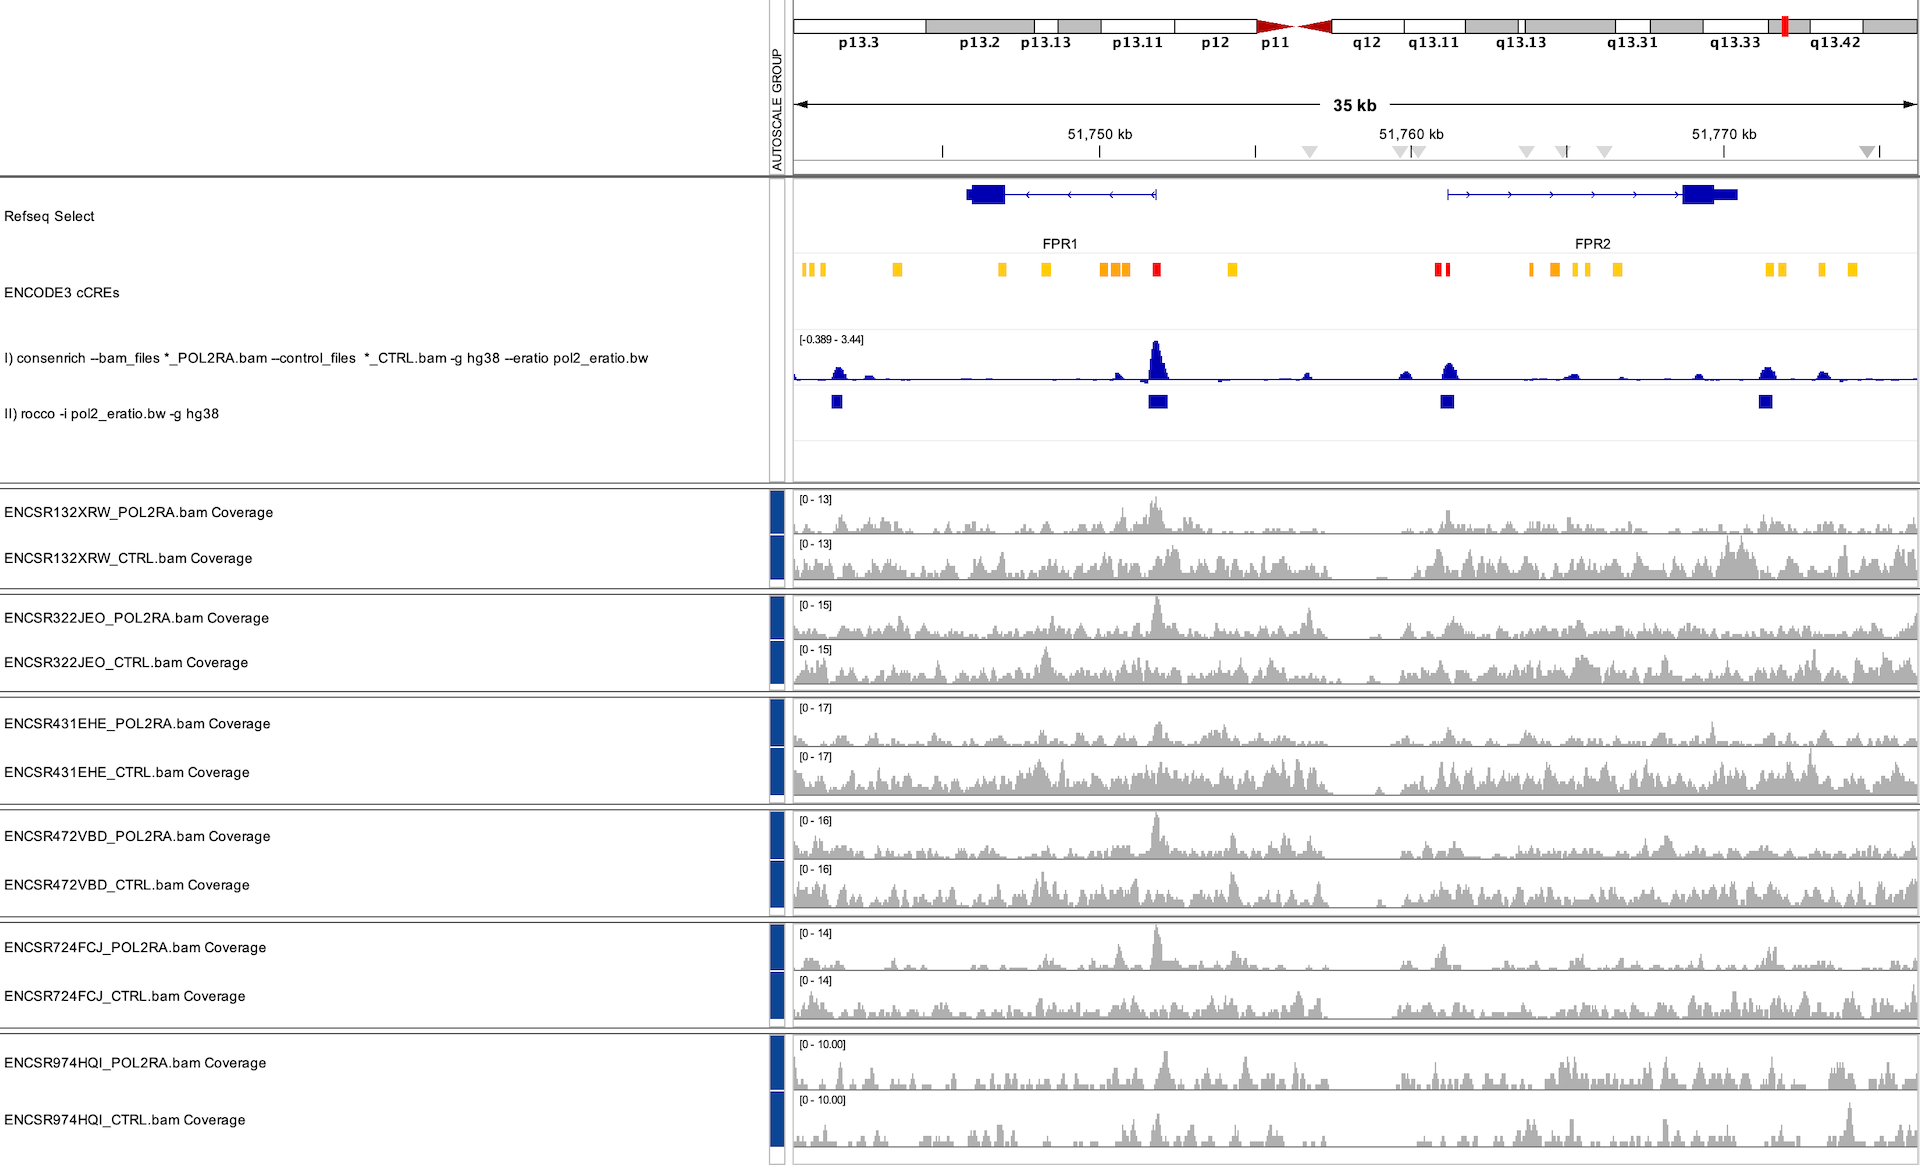 p13.3 p13.2 p13.13 p13.11 p12 p11 q12 q13.11 q13.13 q13.31 q13.33 q13.42
AUTOSCALE GROUP
35 kb
51,750 kb 51,760 kb 51,770 kb
Refseq Select
FPR1 FPR2
ENCODE3 cCREs
[-0.389 - 3.44]
I) consenrich --bam_files *_POL2RA.bam --control_files *_CTRL.bam -g hg38 --eratio pol2_eratio.bw
II) rocco -i pol2_eratio.bw -g hg38
[0 - 13]
ENCSR132XRW_POL2RA.bam Coverage
[0 - 13]
ENCSR132XRW_CTRL.bam Coverage
[0 - 15]
ENCSR322JEO_POL2RA.bam Coverage
[0 - 15]
ENCSR322JEO_CTRL.bam Coverage
[0 - 17]
ENCSR431EHE_POL2RA.bam Coverage
[0 - 17]
ENCSR431EHE_CTRL.bam Coverage
[0 - 16]
ENCSR472VBD_POL2RA.bam Coverage
[0 - 16]
ENCSR472VBD_CTRL.bam Coverage
[0 - 14]
ENCSR724FCJ_POL2RA.bam Coverage
[0 - 14]
ENCSR724FCJ_CTRL.bam Coverage
[0 - 10.00]
ENCSR974HQI_POL2RA.bam Coverage
[0 - 10.00]
ENCSR974HQI_CTRL.bam Coverage